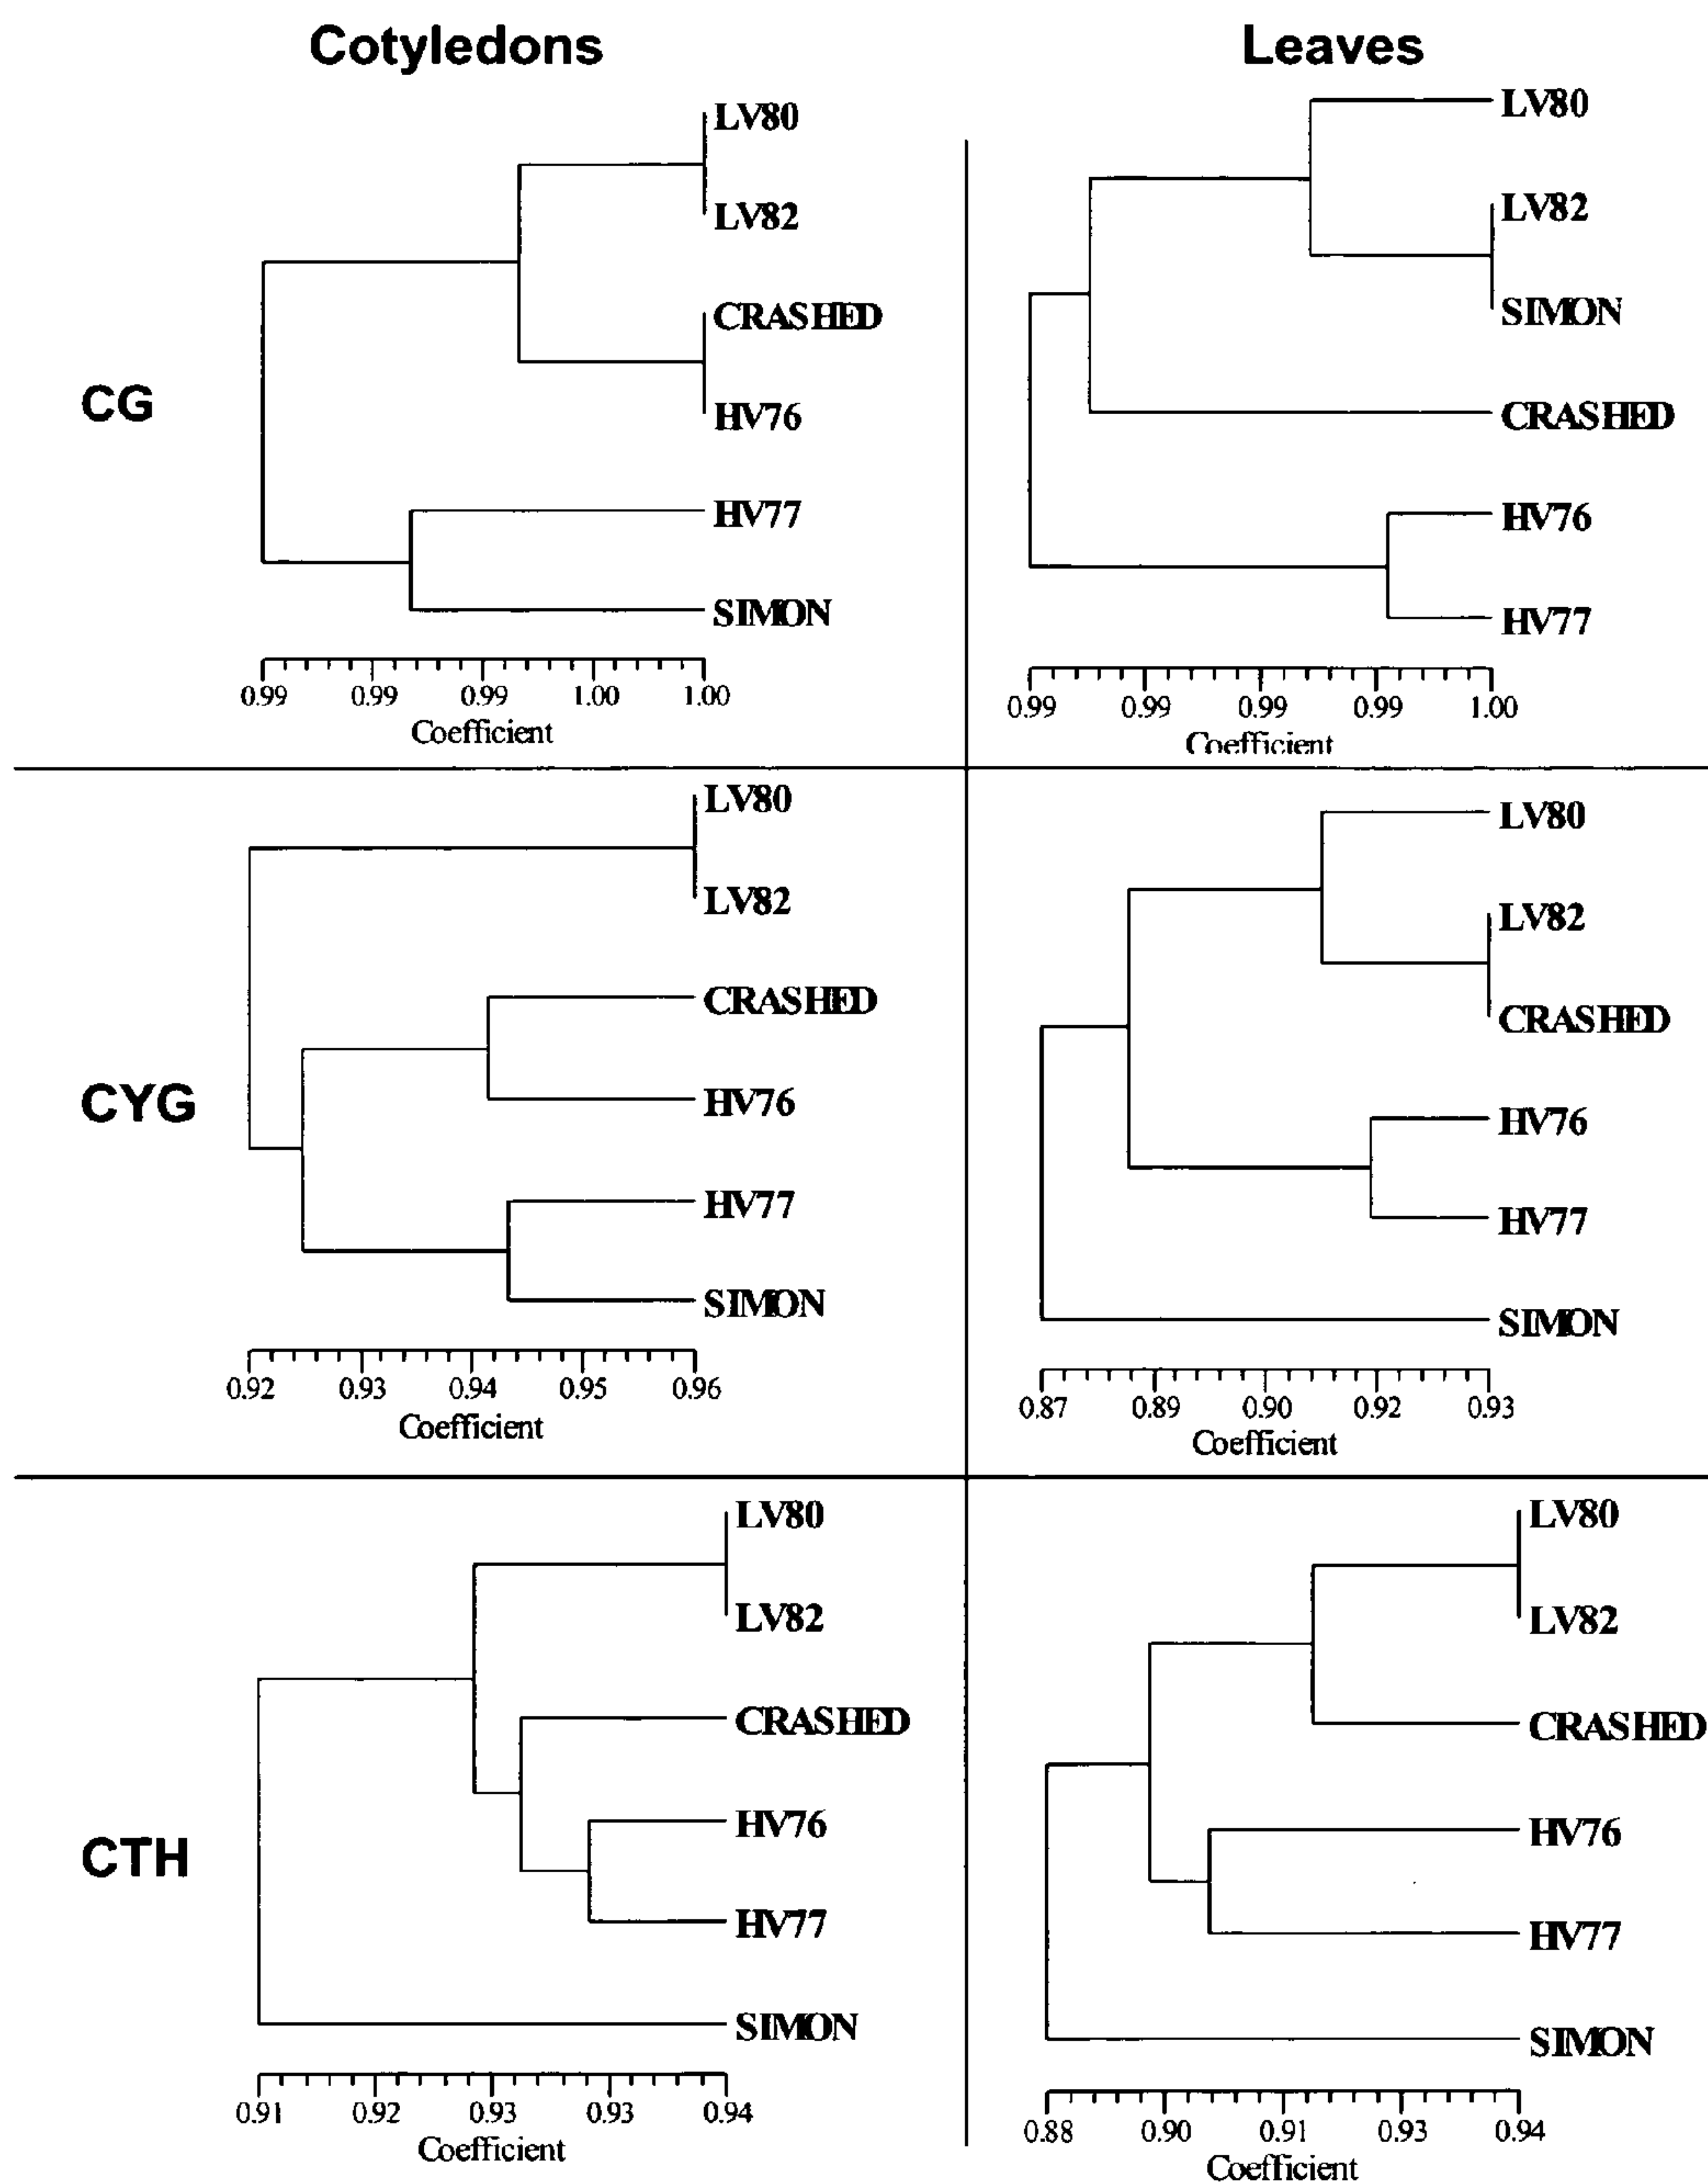 Cotyledons
Leaves
CG
LV80
LV82
CRASHED
HV76
HV77
SIMON
0.99 0.99 0.99 1.00 1.00
Coefficient
LV80
LV82
SIMON
CRASHED
HV76
HV77
0.99 0.99 0.99 0.99 1.00
Coefficient
CYG
LV80
LV82
CRASHED
HV76
HV77
SIMON
0.92 0.93 0.94 0.95 0.96
Coefficient
LV80
LV82
CRASHED
HV76
HV77
SIMON
0.87 0.89 0.90 0.92 0.93
Coefficient
CTH
LV80
LV82
CRASHED
HV76
HV77
SIMON
0.91 0.92 0.93 0.93 0.94
Coefficient
LV80
LV82
CRASHED
HV76
HV77
SIMON
0.88 0.90 0.91 0.93 0.94
Coefficient